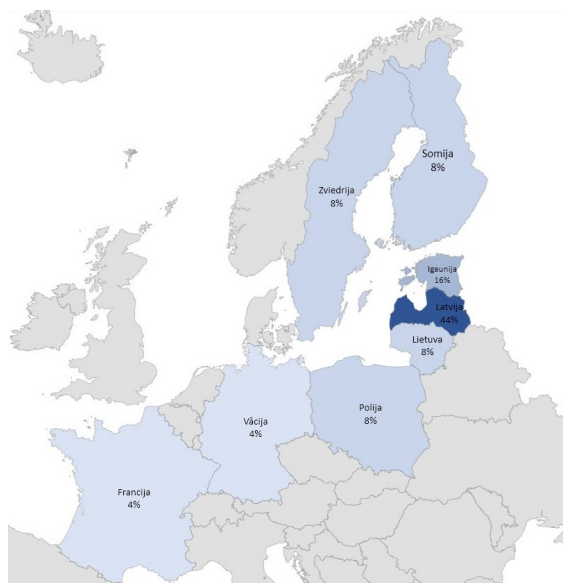 Somija
8%
Zviedrija
8%
Igaunija
16%
Latvija
44%
Lietuva
8%
Polija
8%
Vācija
4%
Francija
4%